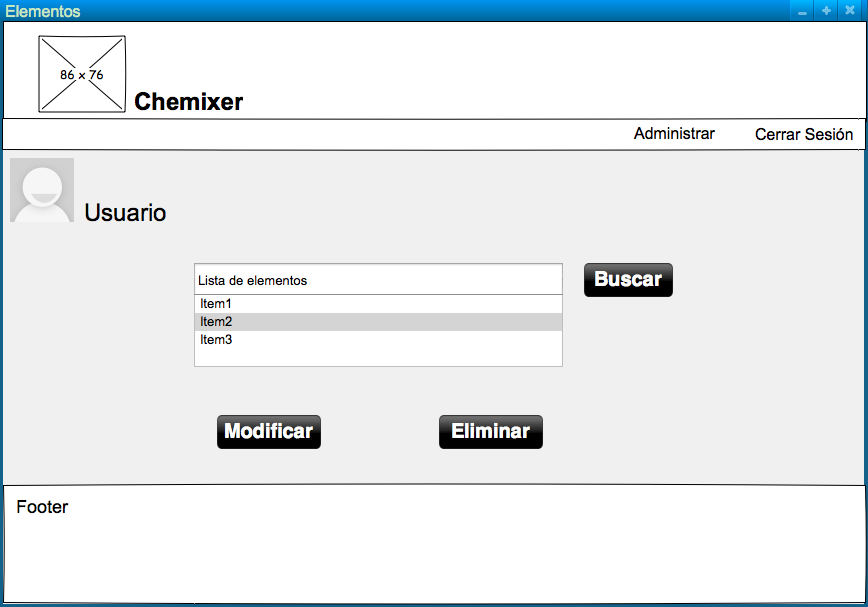 Elementos
86 x 76
Chemixer
Administrar
Cerrar Sesión
Usuario
Lista de elementos
Buscar
Item1
Item2
Item3
Modificar
Eliminar
Footer